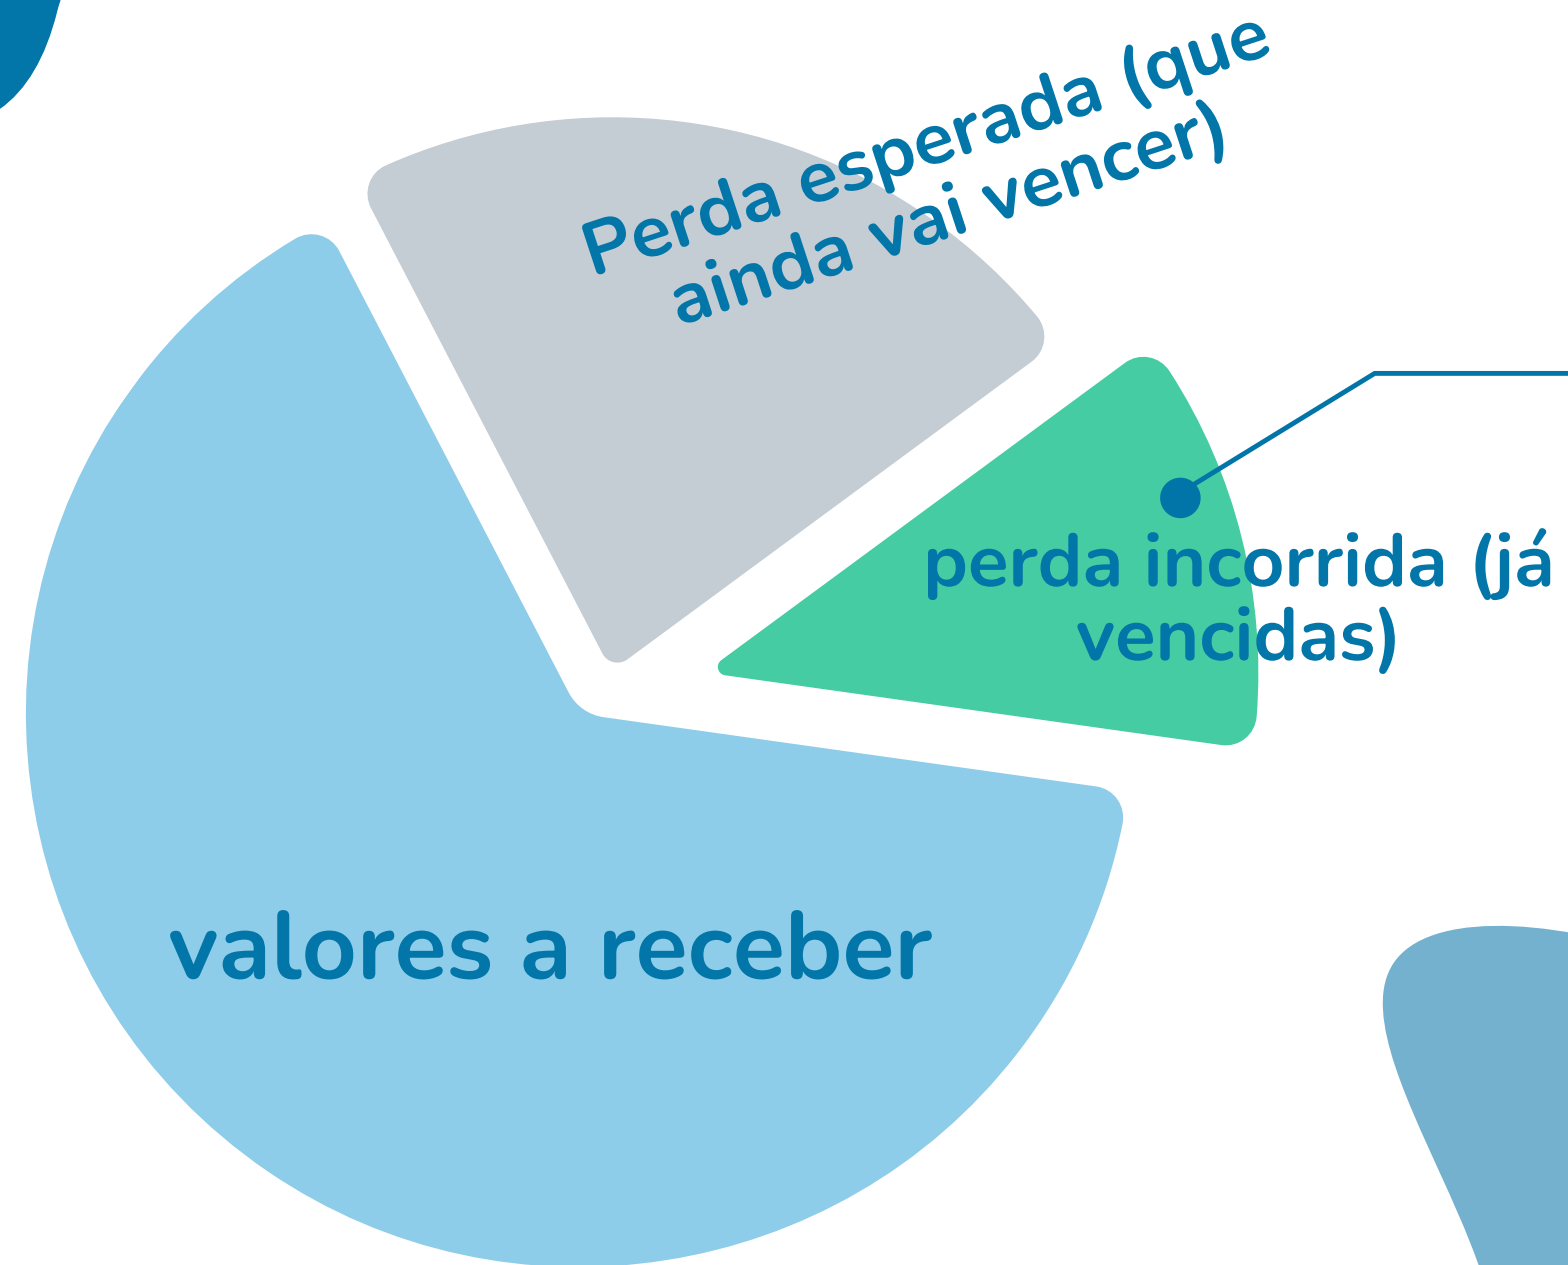 Perda esperada (que
ainda vai vencer)
perda incorrida (já
vencidas)
valores a receber